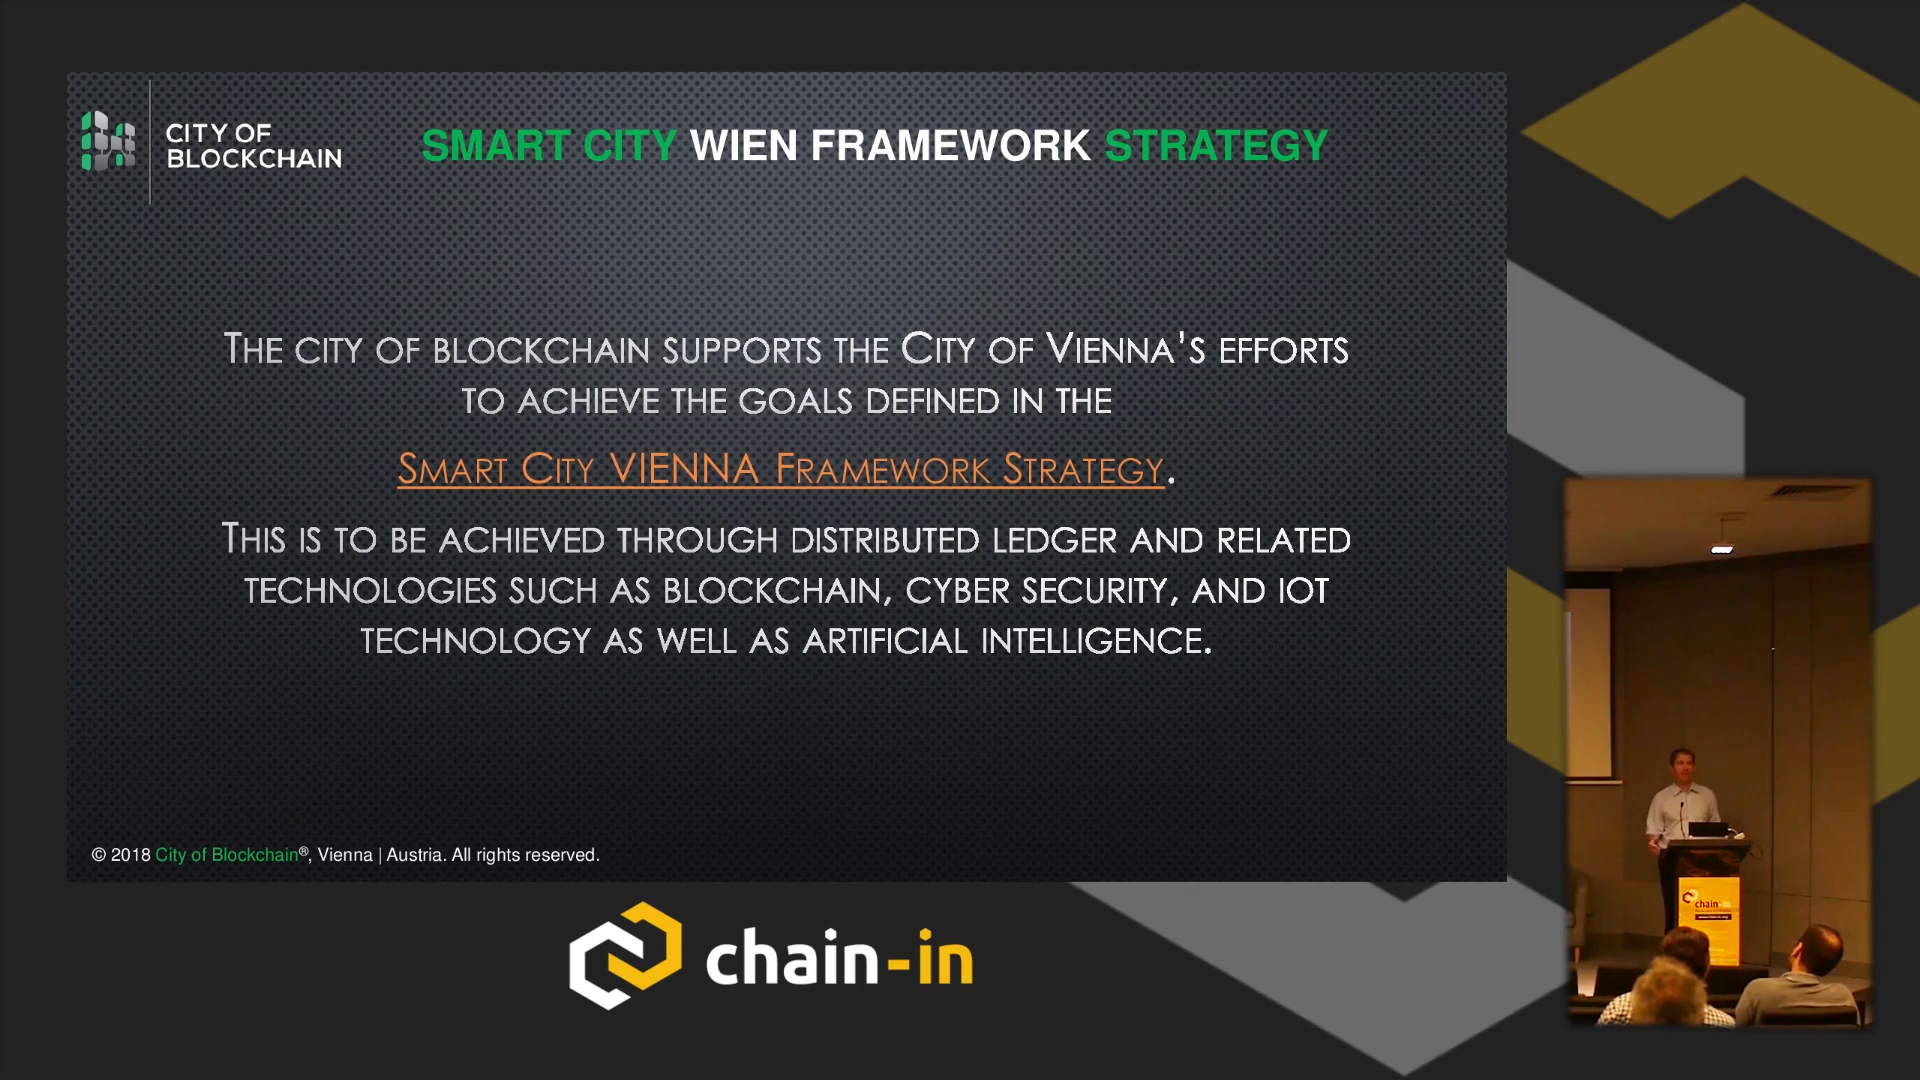 CITY OF
BLOCKCHAIN
SMART CITY WIEN FRAMEWORK STRATEGY
THE CITY OF BLOCKCHAIN SUPPORTS THE CITY OF VIENNA'S EFFORTS
TO ACHIEVE THE GOALS DEFINED IN THE
SMART CITY VIENNA FRAMEWORK STRATEGY.
THIS IS TO BE ACHIEVED THROUGH DISTRIBUTED LEDGER AND RELATED
TECHNOLOGIES SUCH AS BLOCKCHAIN, CYBER SECURITY, AND IOT
TECHNOLOGY AS WELL AS ARTIFICIAL INTELLIGENCE.
© 2018 City of Blockchain®, Vienna | Austria. All rights reserved.
chain-in
chain-in